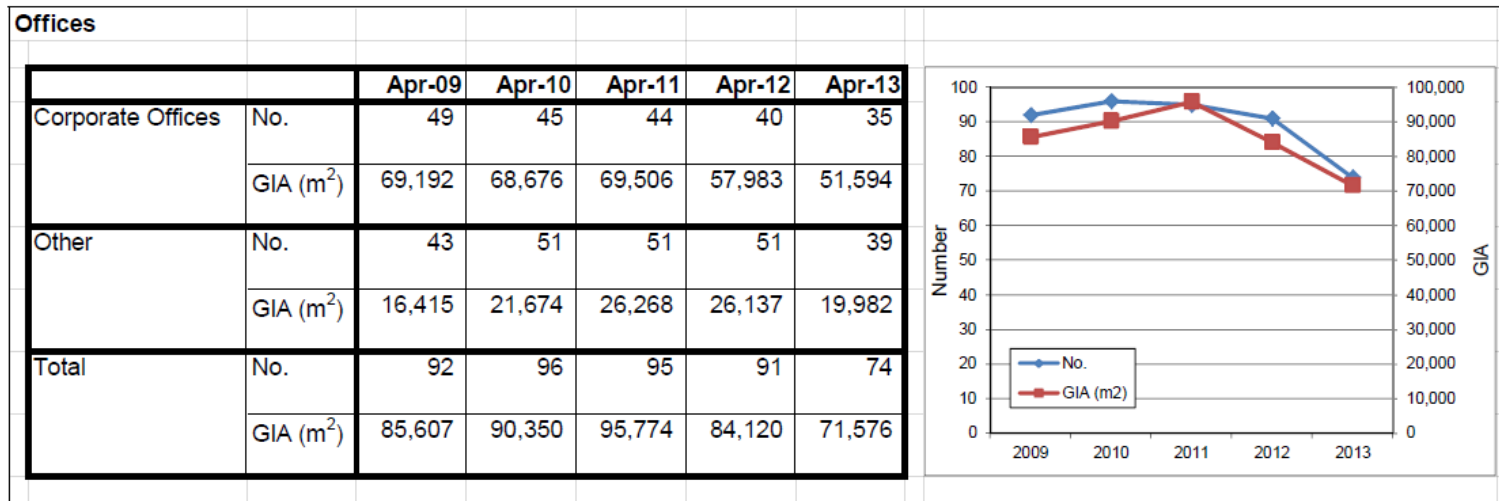 Offices
Apr-09 Apr-10 Apr-11 Apr-12 Apr-13
Corporate Offices No. 49 45 44 40 35
GIA (m²) 69,192 68,676 69,506 57,983 51,594
Other No. 43 51 51 51 39
GIA (m²) 16,415 21,674 26,268 26,137 19,982
Total No. 92 96 95 91 74
GIA (m²) 85,607 90,350 95,774 84,120 71,576
Number
100
90
80
70
60
50
40
30
20
10
0
No.
GIA (m2)
2009 2010 2011 2012 2013
100,000
90,000
80,000
70,000
60,000
50,000
40,000
30,000
20,000
10,000
0
GIA